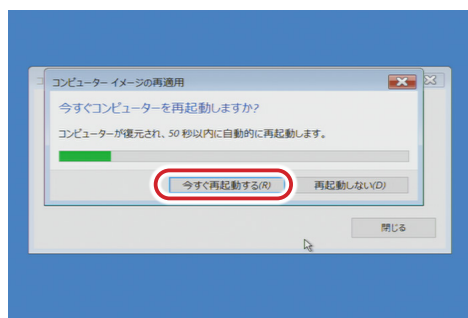 コンピューター イメージの再適用
今すぐコンピューターを再起動しますか?
コンピューターが復元され、50 秒以内に自動的に再起動します。
今すぐ再起動する(R)
再起動しない(D)
閉じる